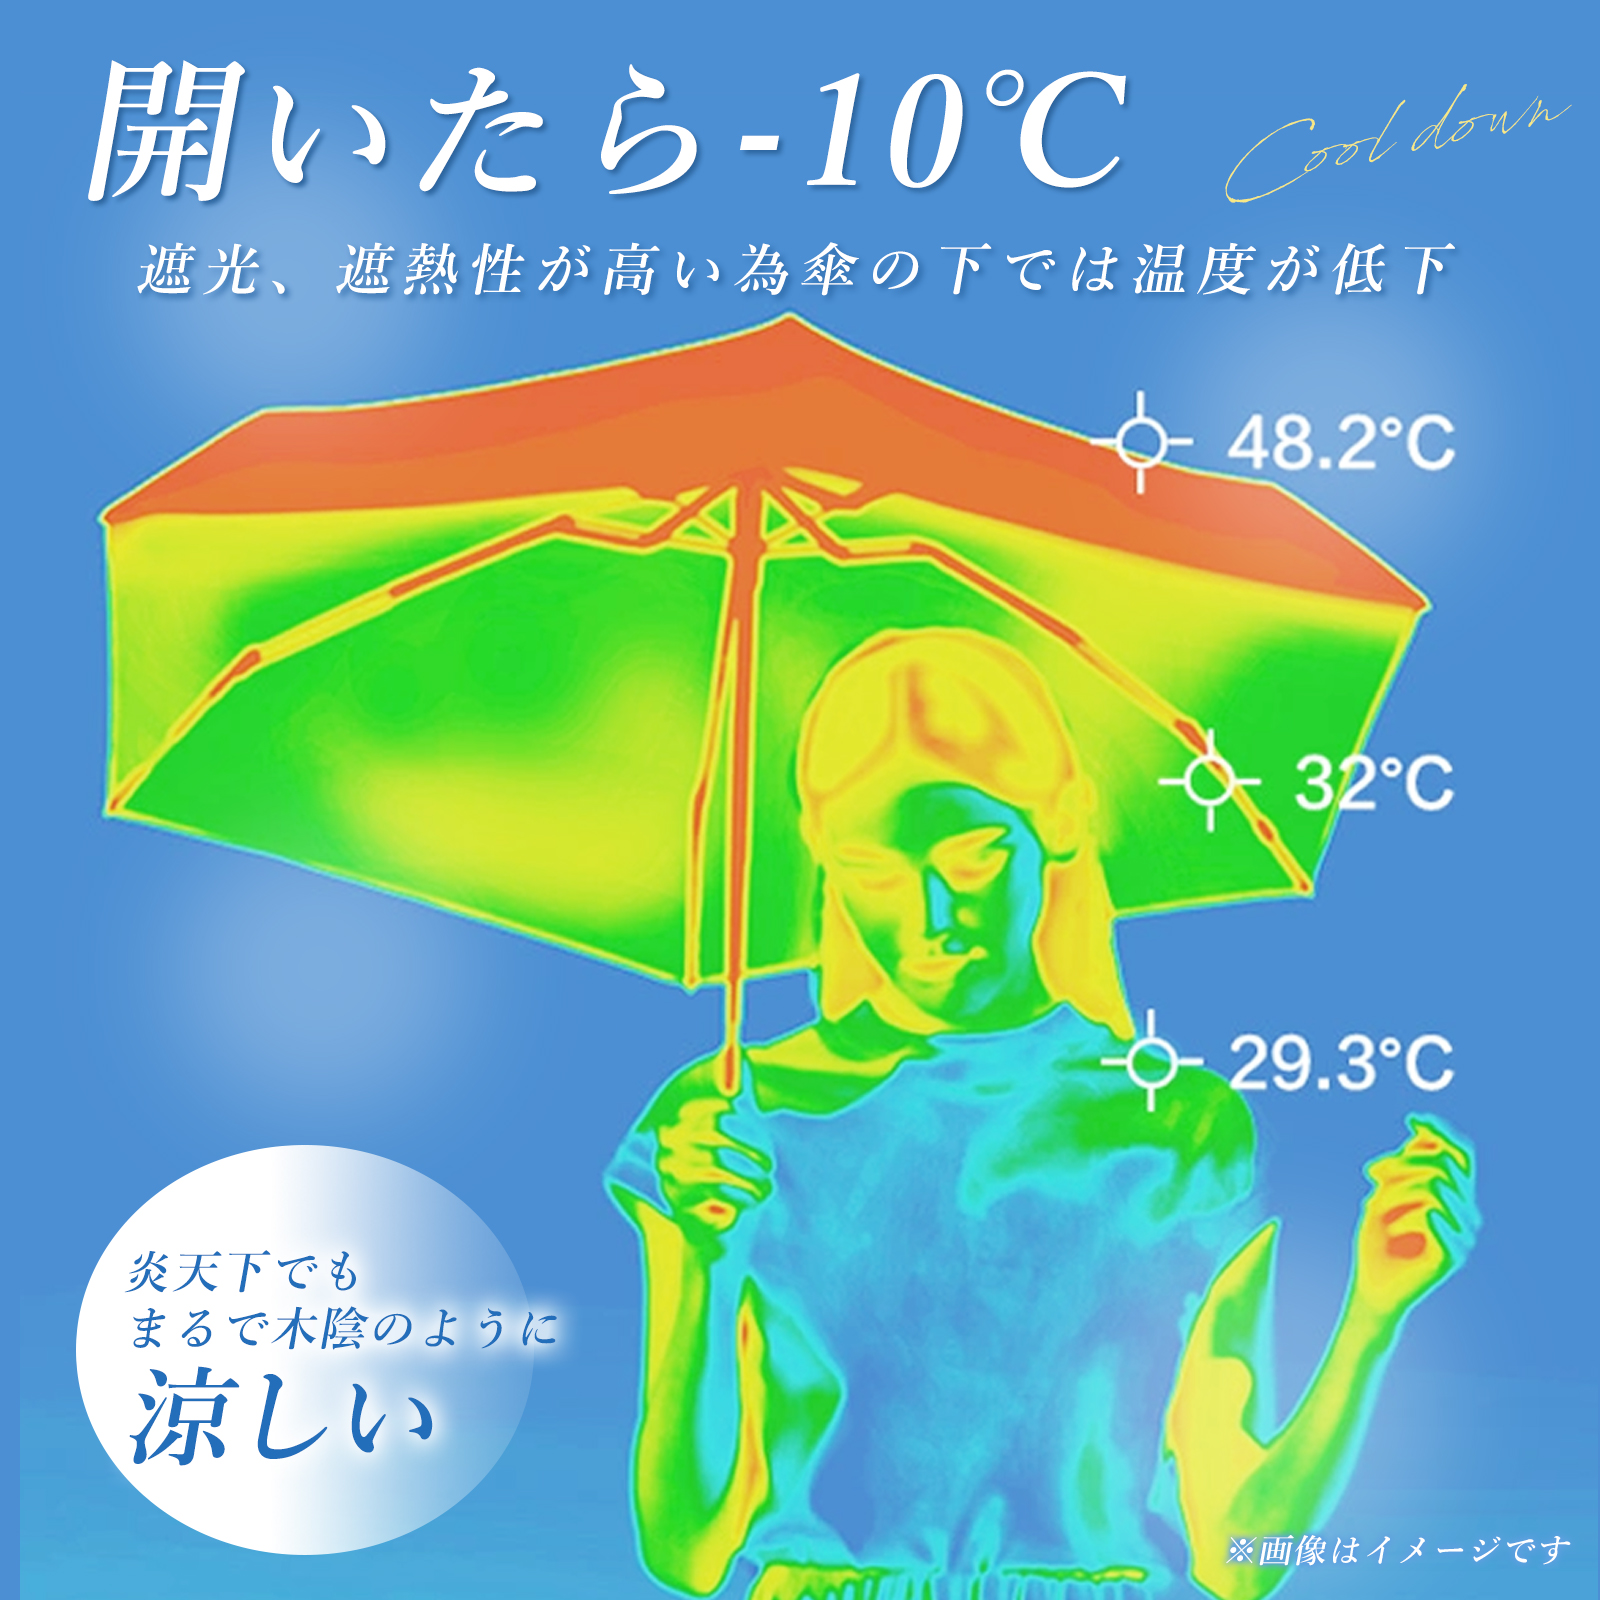 開いたら-10℃
Cool down
遮光、遮熱性が高い為傘の下では温度が低下
48.2°C
32°C
29.3°C
炎天下でも
まるで木陰のように
涼しい
※画像はイメージです